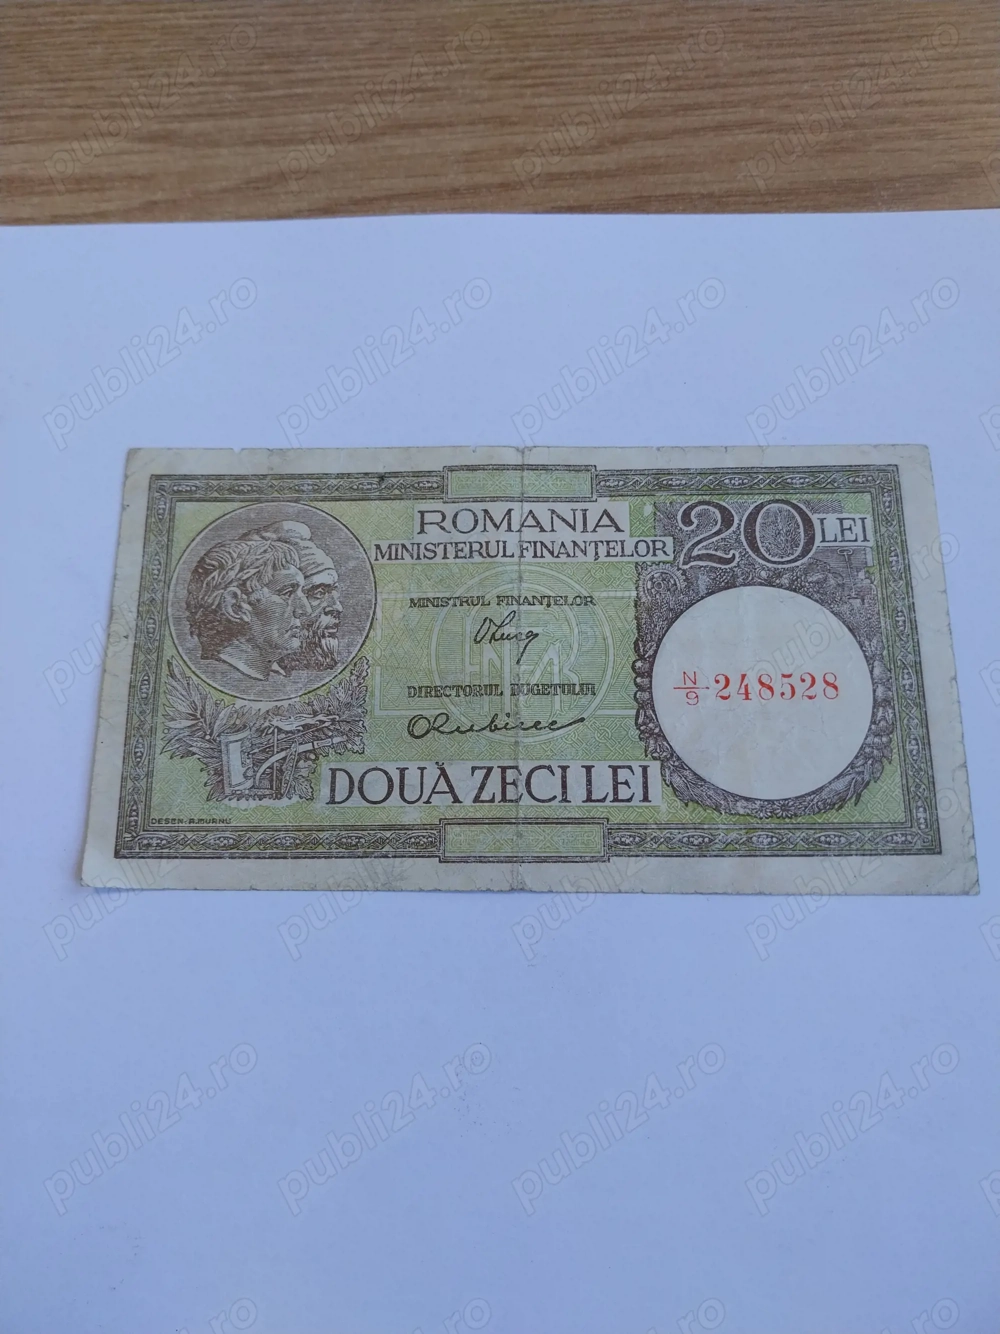 ROMANIA
MINISTERUL FINANȚELOR
20 LEI
MINISTRUL FINANȚELOR
DIRECTORUL BUGETULUI
N/9 248528
DOUĂ ZECI LEI
DESEN. A. MURNU
publi24.ro